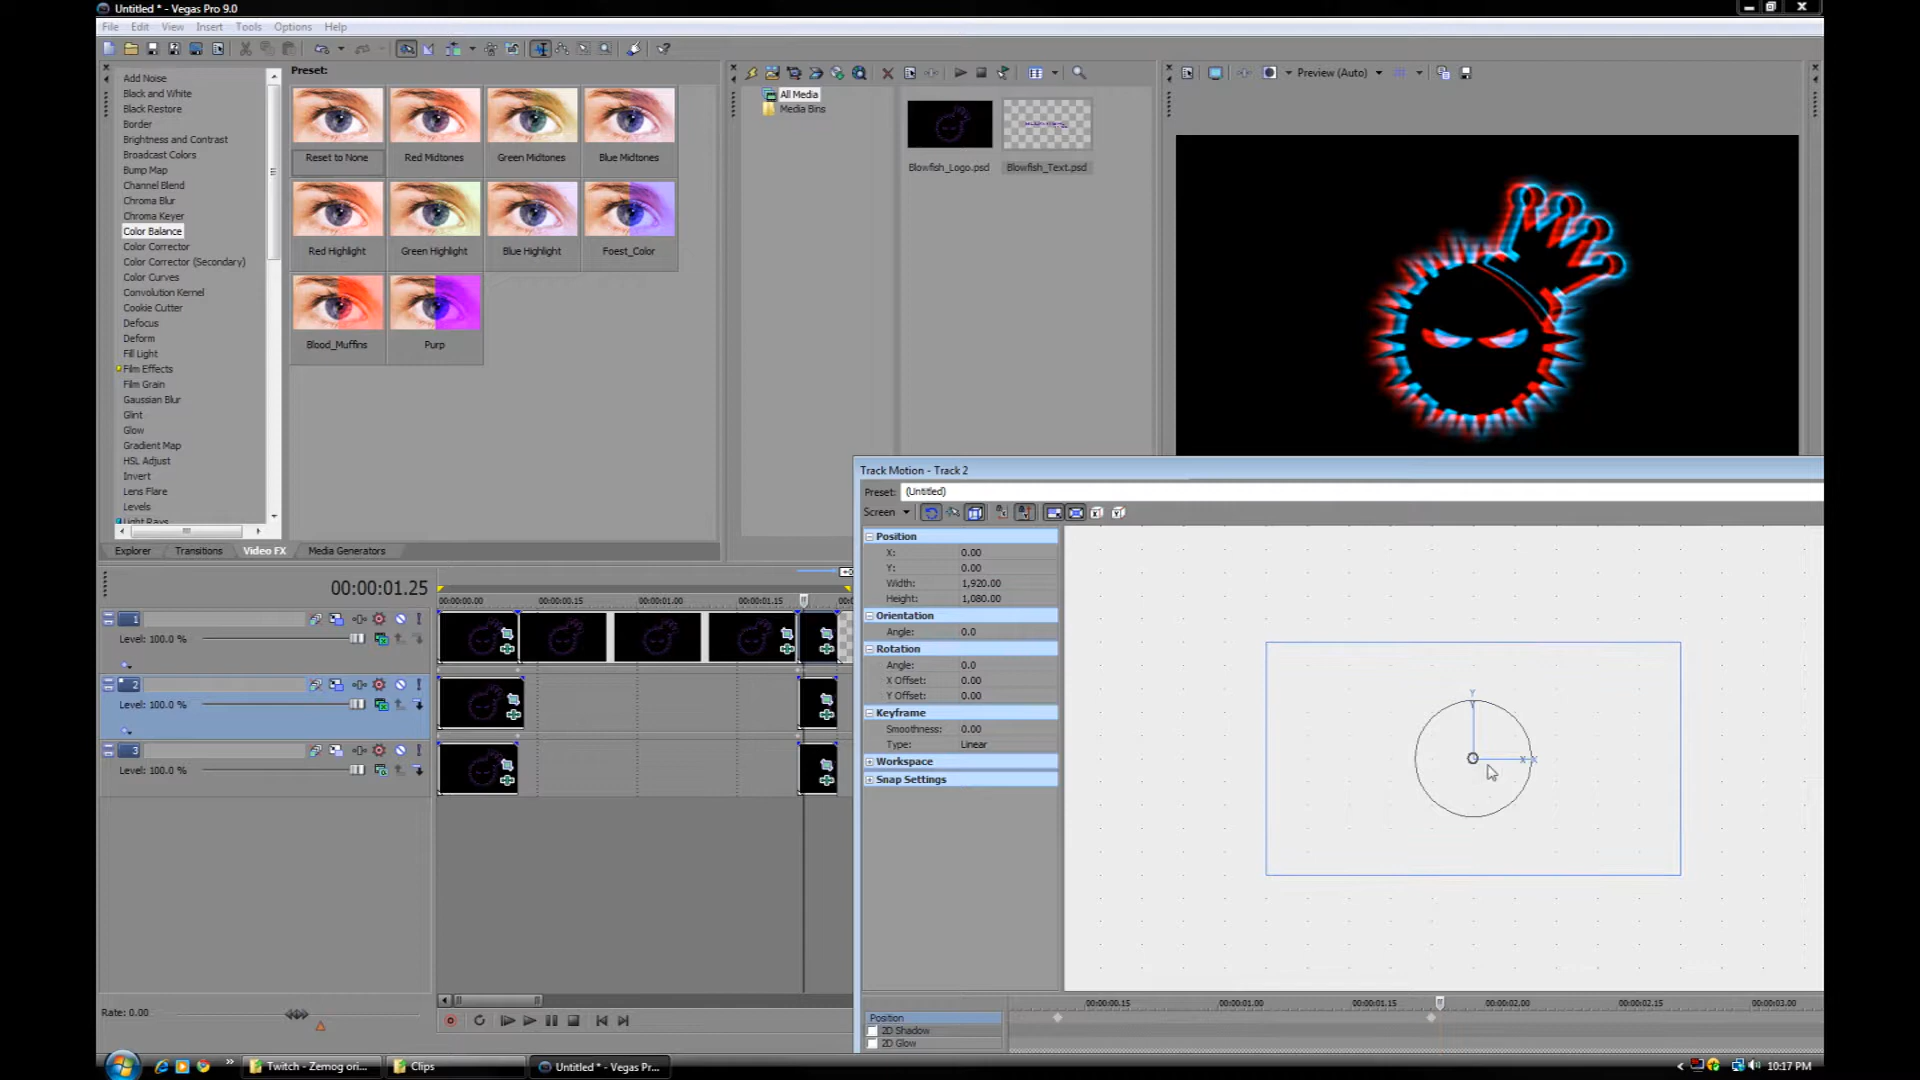 Untitled * - Vegas Pro 9.0
File Edit View Insert Tools Options Help
Add Noise
Black and White
Black Restore
Border
Brightness and Contrast
Broadcast Colors
Bump Map
Channel Blend
Chroma Blur
Chroma Keyer
Color Balance
Color Corrector
Color Corrector (Secondary)
Color Curves
Convolution Kernel
Cookie Cutter
Defocus
Deform
Fill Light
Film Effects
Film Grain
Gaussian Blur
Glint
Glow
Gradient Map
HSL Adjust
Invert
Lens Flare
Levels
Light Rays
Explorer Transitions Video FX Media Generators
Preset:
Reset to None Red Midtones Green Midtones Blue Midtones
Red Highlight Green Highlight Blue Highlight Foest_Color
Blood_Muffins Purp
All Media
Media Bins
Blowfish_Logo.psd Blowfish_Text.psd
Preview (Auto)
Track Motion - Track 2
Preset: (Untitled)
Screen
Position
X: 0.00
Y: 0.00
Width: 1,920.00
Height: 1,080.00
Orientation
Angle: 0.0
Rotation
Angle: 0.0
X Offset: 0.00
Y Offset: 0.00
Keyframe
Smoothness: 0.00
Type: Linear
Workspace
Snap Settings
Y
X
00:00:00.15 00:00:01.00 00:00:01.15 00:00:02.00 00:00:02.15 00:00:03.00
Position
2D Shadow
2D Glow
00:00:01.25
00:00:00.00 00:00:00.15 00:00:01.00 00:00:01.15
1
Level: 100.0 %
2
Level: 100.0 %
3
Level: 100.0 %
Rate: 0.00
Twitch - Zemog ori... Clips Untitled * - Vegas Pr... 10:17 PM